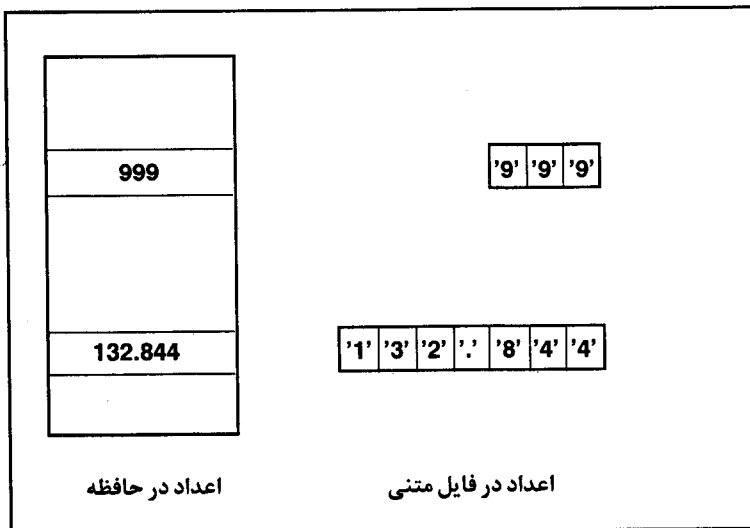 999
'9' '9' '9'
132.844
'1' '3' '2' '.' '8' '4' '4'
اعداد در حافظه
اعداد در فایل متنی